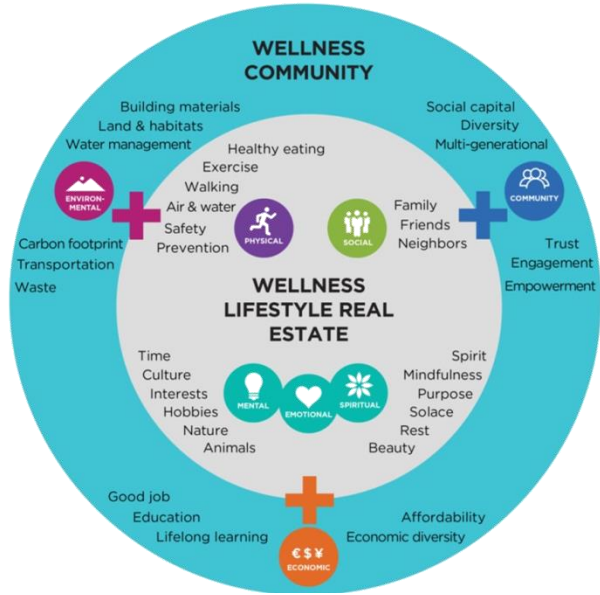 WELLNESS
COMMUNITY
Building materials
Land & habitats
Water management
ENVIRON-
MENTAL
Carbon footprint
Transportation
Waste
Social capital
Diversity
Multi-generational
COMMUNITY
Trust
Engagement
Empowerment
Healthy eating
Exercise
Walking
Air & water
Safety
Prevention
PHYSICAL
SOCIAL
Family
Friends
Neighbors
WELLNESS
LIFESTYLE REAL
ESTATE
Time
Culture
Interests
Hobbies
Nature
Animals
MENTAL
EMOTIONAL
SPIRITUAL
Spirit
Mindfulness
Purpose
Solace
Rest
Beauty
Good job
Education
Lifelong learning
€$¥
ECONOMIC
Affordability
Economic diversity